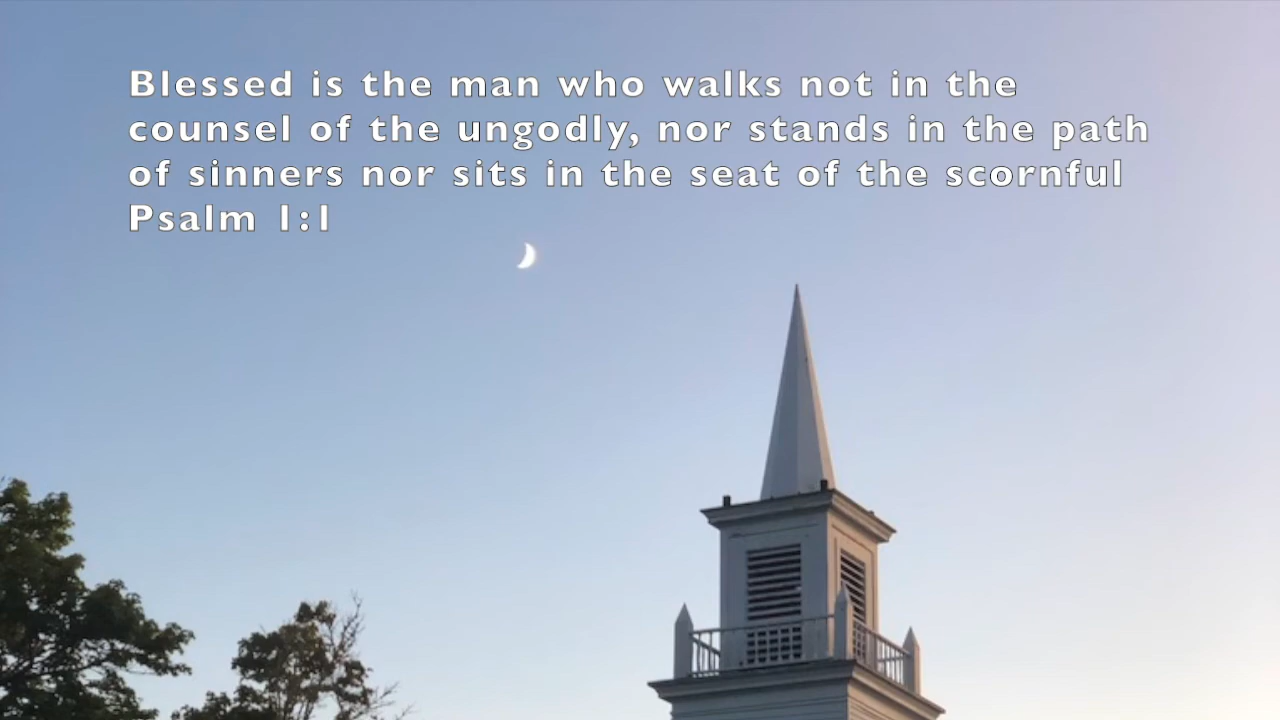 Blessed is the man who walks not in the
counsel of the ungodly, nor stands in the path
of sinners nor sits in the seat of the scornful
Psalm 1:1